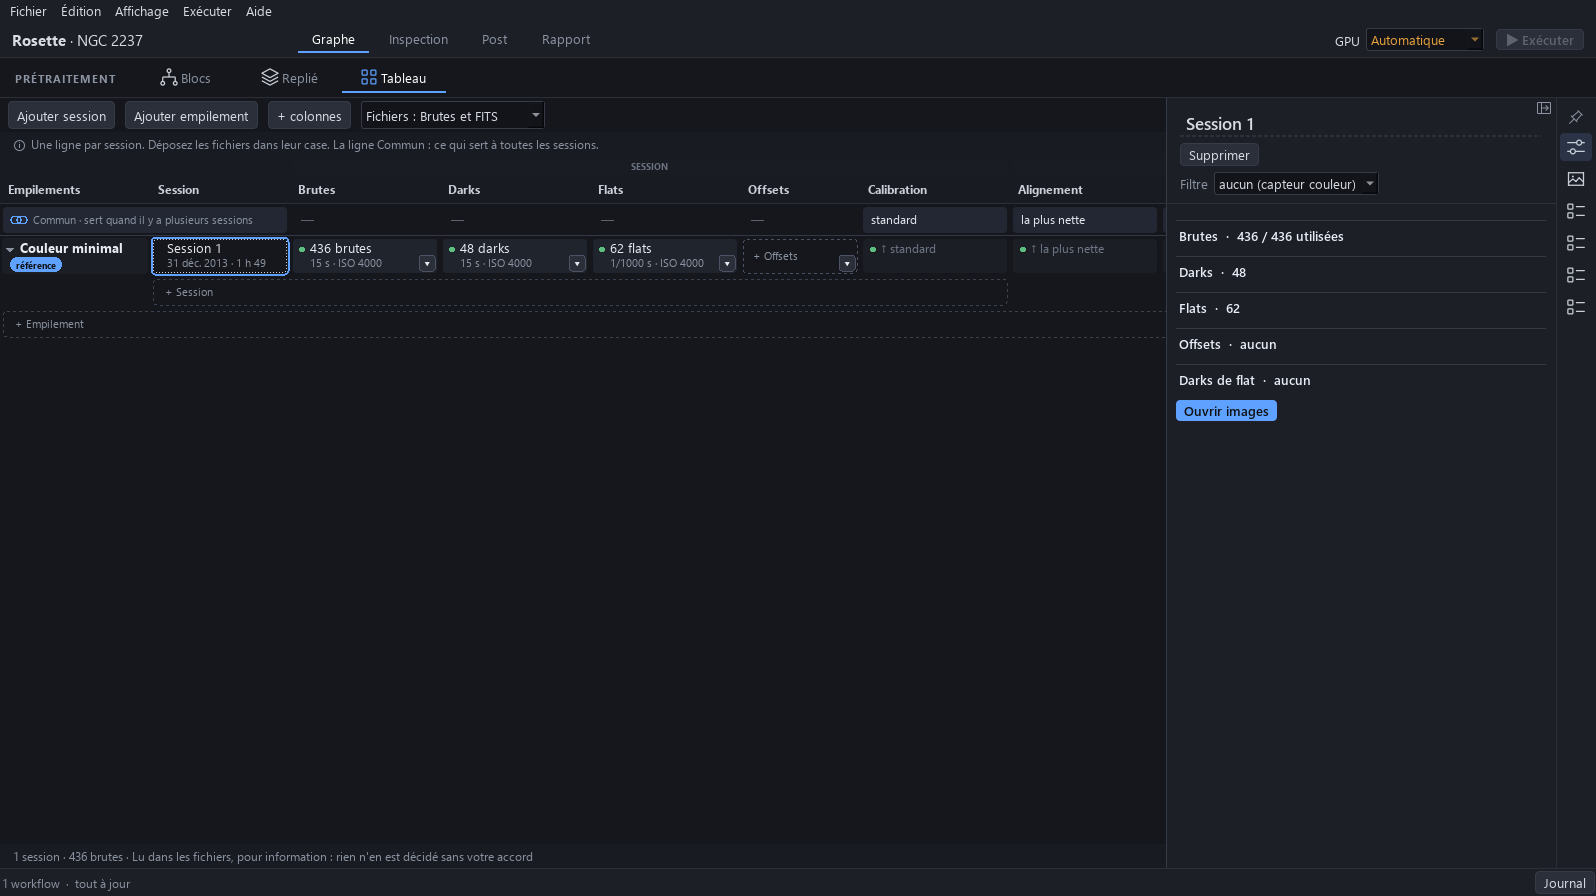 Fichier Édition Affichage Exécuter Aide
Rosette · NGC 2237 Graphe Inspection Post Rapport GPU Automatique Exécuter
PRÉTRAITEMENT Blocs Replié Tableau
Ajouter session Ajouter empilement + colonnes Fichiers : Brutes et FITS
Une ligne par session. Déposez les fichiers dans leur case. La ligne Commun : ce qui sert à toutes les sessions.
SESSION
Empilements Session Brutes Darks Flats Offsets Calibration Alignement
Commun · sert quand il y a plusieurs sessions — — — — standard la plus nette
Couleur minimal Session 1 436 brutes 48 darks 62 flats + Offsets ↑ standard ↑ la plus nette
référence 31 déc. 2013 · 1 h 49 15 s · ISO 4000 15 s · ISO 4000 1/1000 s · ISO 4000
+ Session
+ Empilement
Session 1
Supprimer
Filtre aucun (capteur couleur)
Brutes · 436 / 436 utilisées
Darks · 48
Flats · 62
Offsets · aucun
Darks de flat · aucun
Ouvrir images
1 session · 436 brutes · Lu dans les fichiers, pour information : rien n'en est décidé sans votre accord
1 workflow · tout à jour Journal